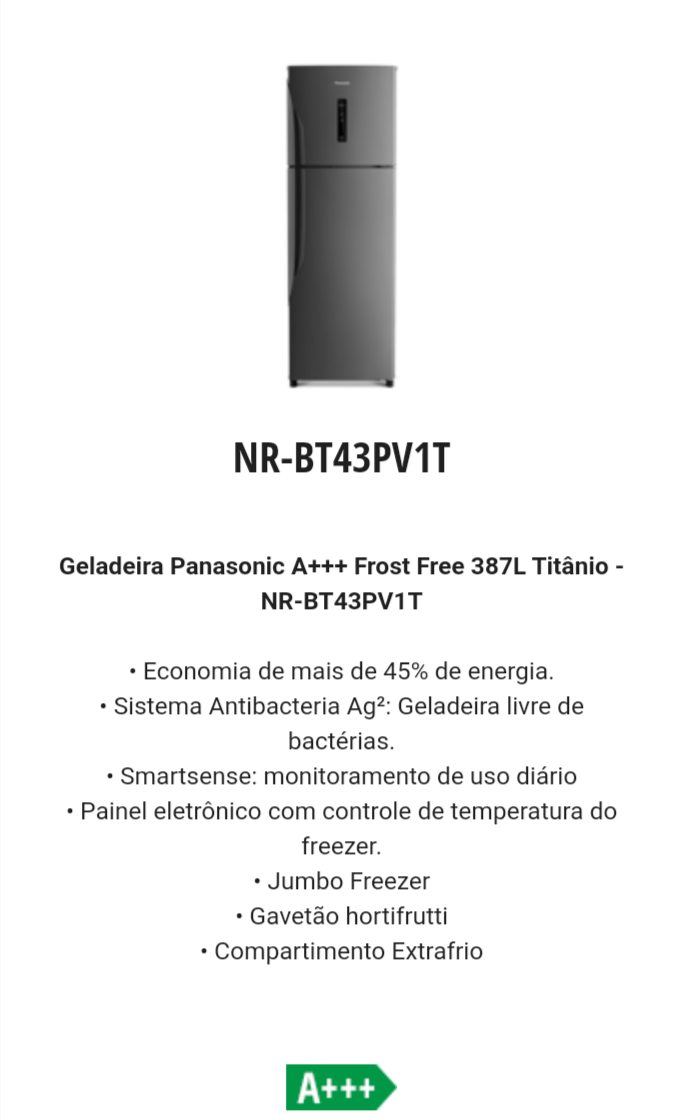 NR-BT43PV1T
Geladeira Panasonic A+++ Frost Free 387L Titânio -
NR-BT43PV1T
• Economia de mais de 45% de energia.
• Sistema Antibacteria Ag²: Geladeira livre de
bactérias.
• Smartsense: monitoramento de uso diário
• Painel eletrônico com controle de temperatura do
freezer.
• Jumbo Freezer
• Gavetão hortifrutti
• Compartimento Extrafrio
A+++